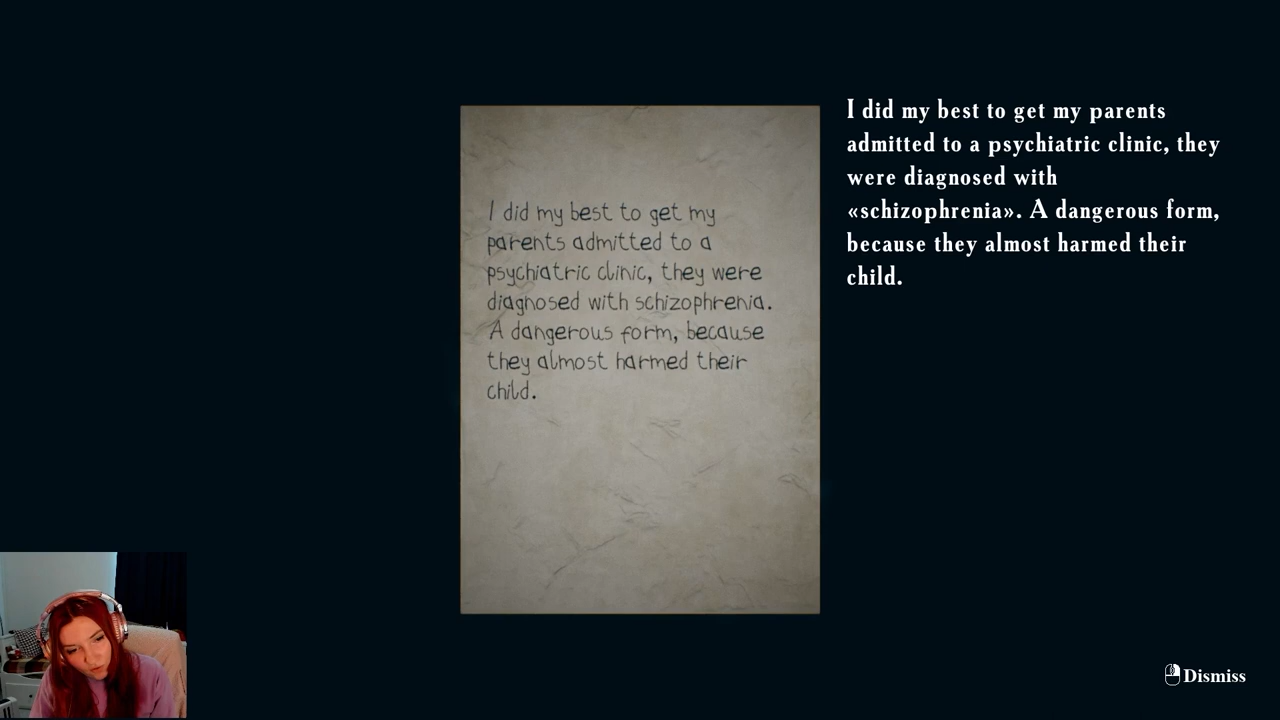 I did my best to get my
parents admitted to a
psychiatric clinic, they were
diagnosed with schizophrenia.
A dangerous form, because
they almost harmed their
child.
I did my best to get my parents
admitted to a psychiatric clinic, they
were diagnosed with
«schizophrenia». A dangerous form,
because they almost harmed their
child.
Dismiss